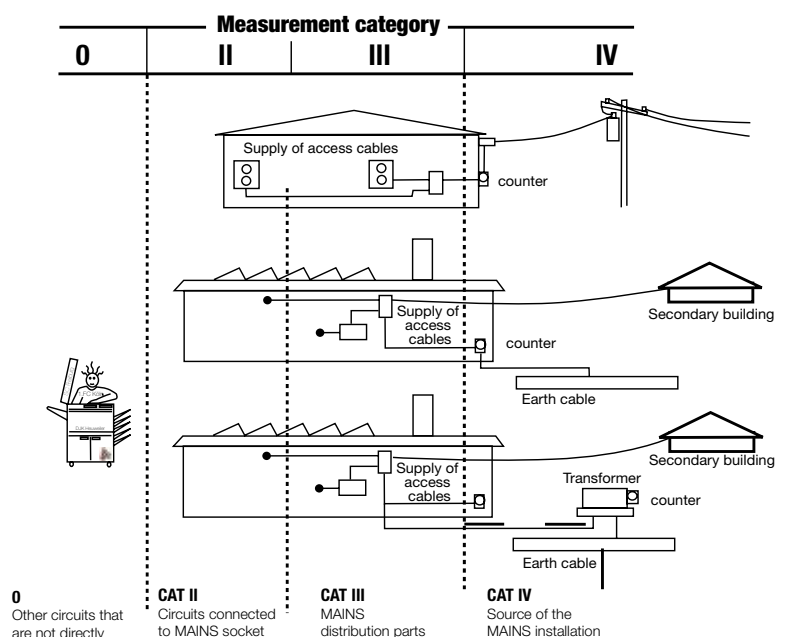 Measurement category
0 II III IV
Supply of access cables
counter
Supply of
access
cables
counter
Secondary building
Earth cable
Supply of
access
cables
Secondary building
Transformer
counter
Earth cable
0
Other circuits that
are not directly
CAT II
Circuits connected
to MAINS socket
CAT III
MAINS
distribution parts
CAT IV
Source of the
MAINS installation